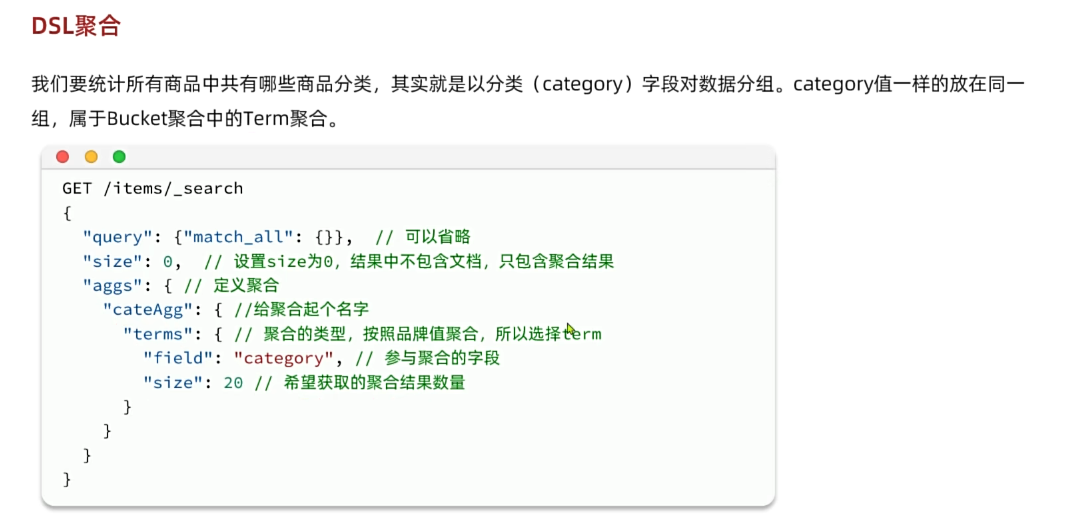 DSL聚合
我们要统计所有商品中共有哪些商品分类，其实就是以分类（category）字段对数据分组。category值一样的放在同一
组，属于Bucket聚合中的Term聚合。
GET /items/_search
{
  "query": {"match_all": {}},  // 可以省略
  "size": 0,  // 设置size为0，结果中不包含文档，只包含聚合结果
  "aggs": { // 定义聚合
    "cateAgg": { //给聚合起个名字
      "terms": { // 聚合的类型，按照品牌值聚合，所以选择term
        "field": "category", // 参与聚合的字段
        "size": 20 // 希望获取的聚合结果数量
      }
    }
  }
}